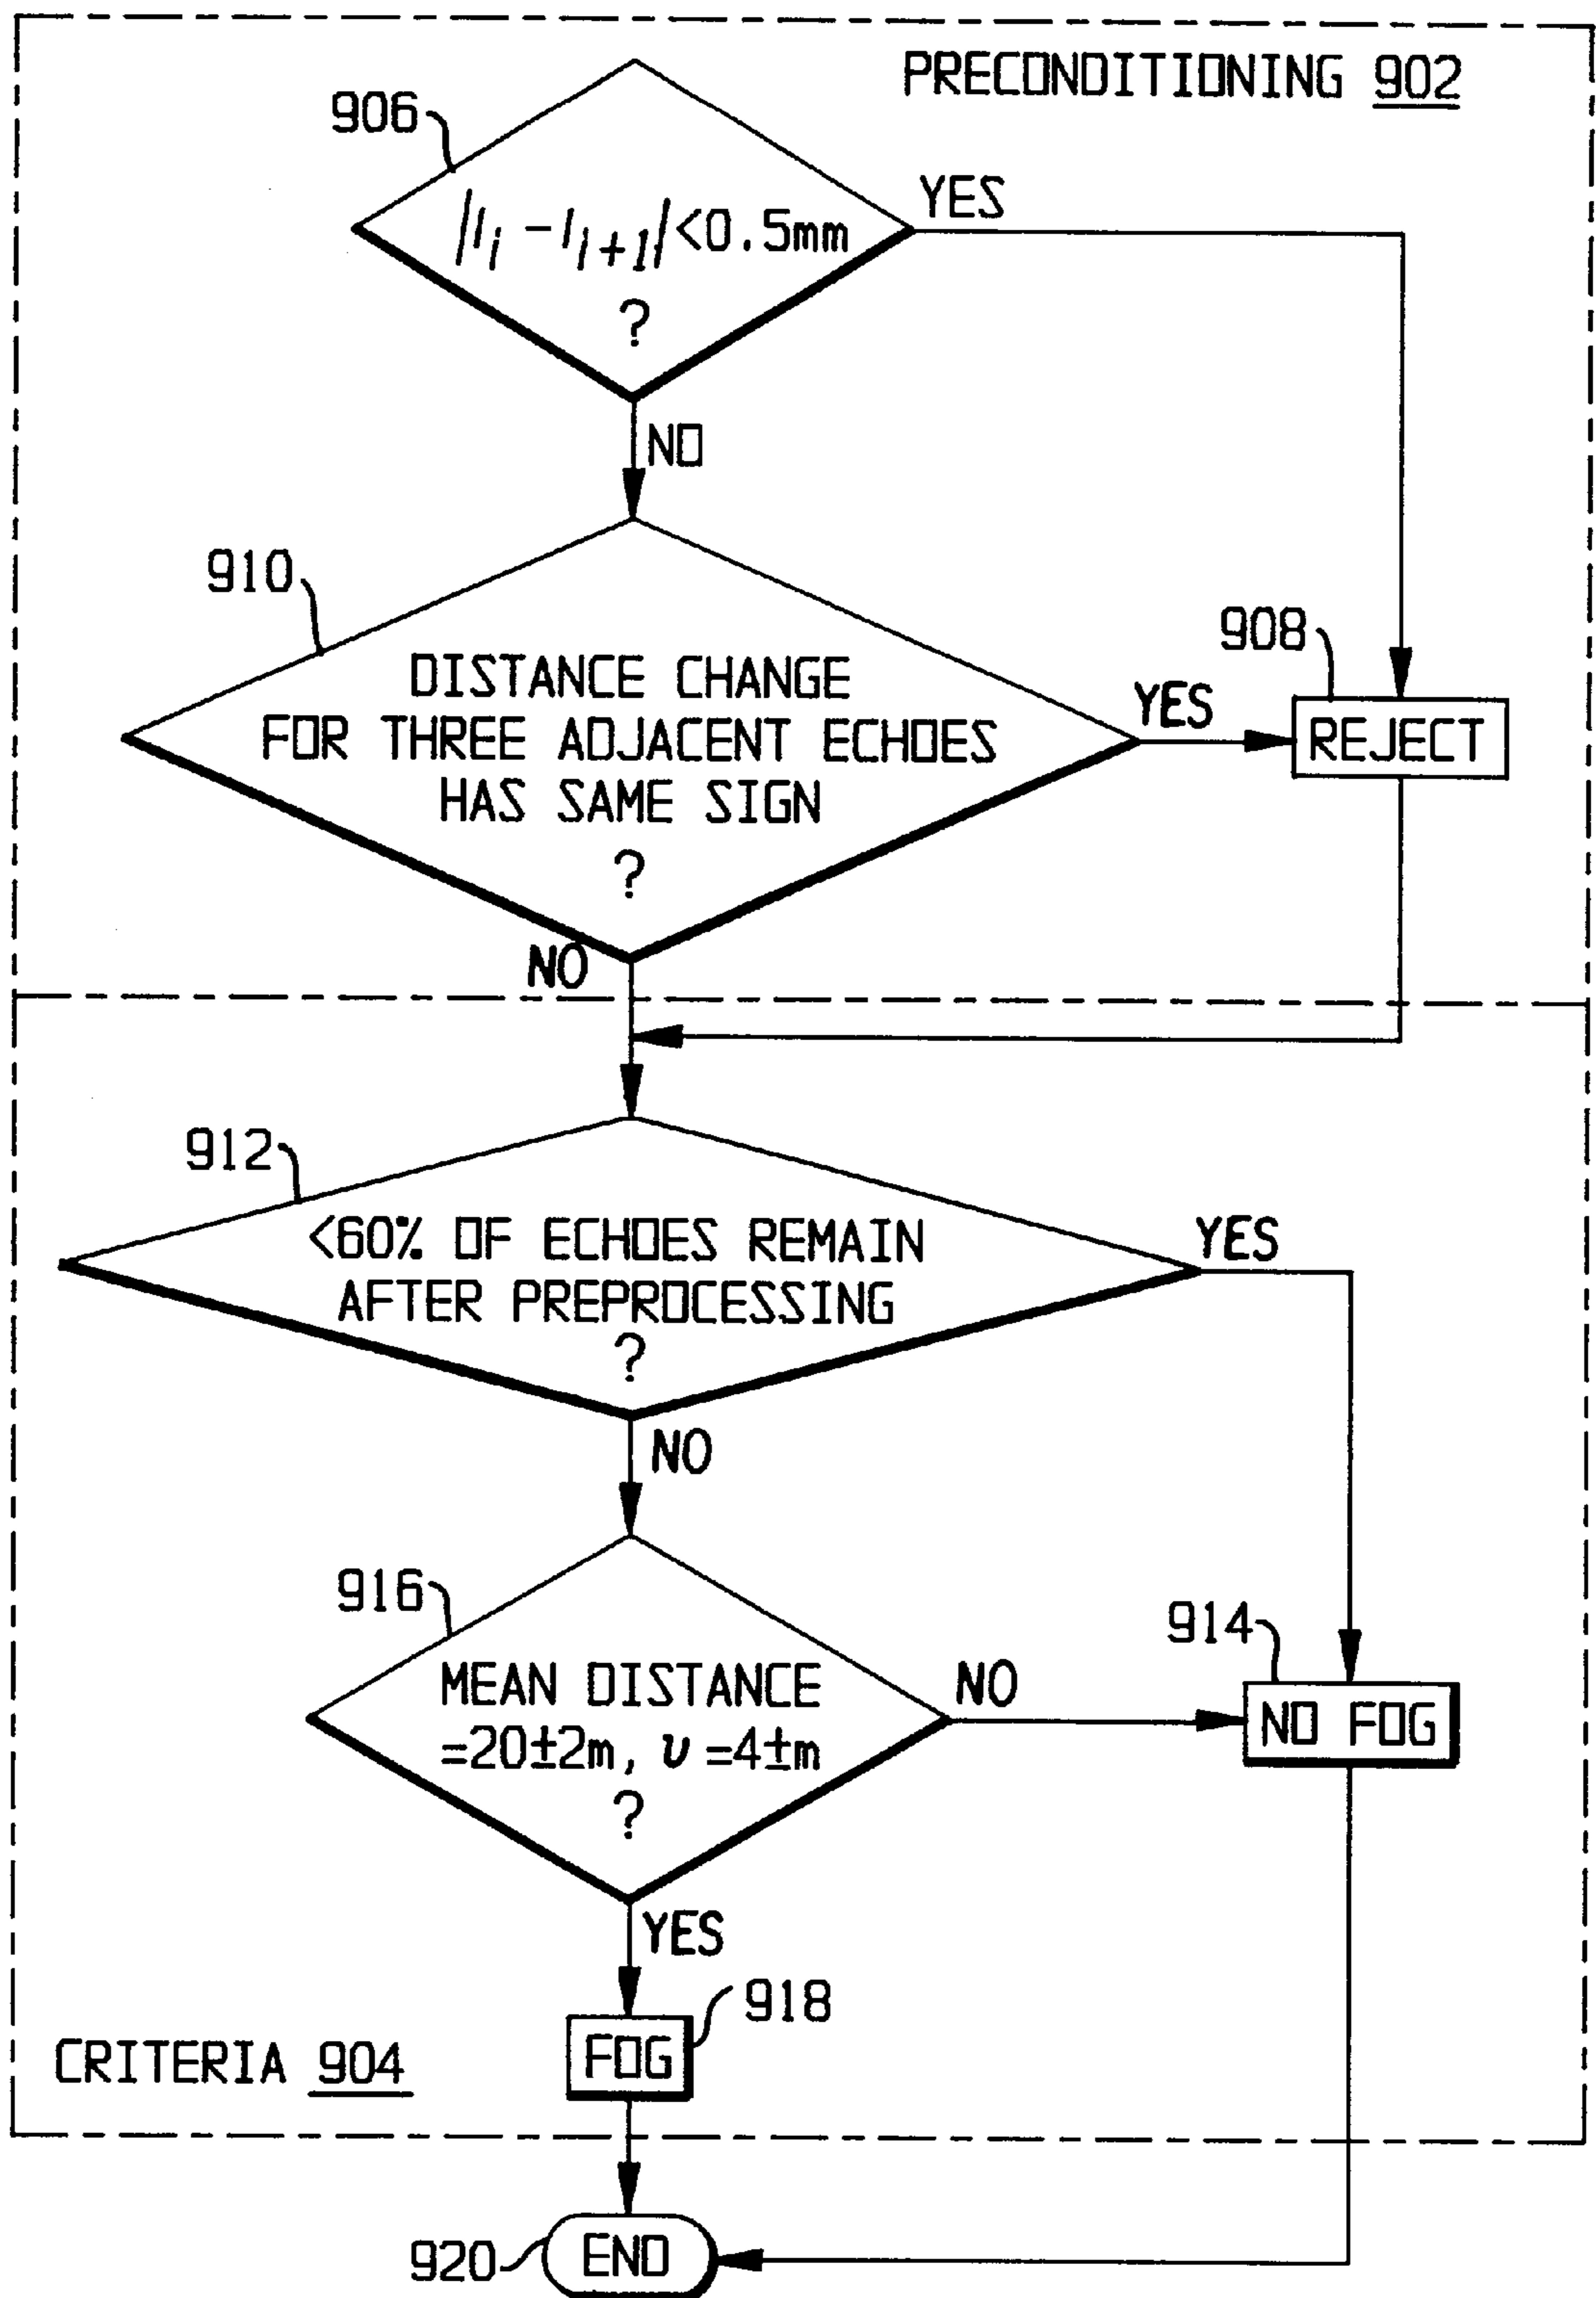 PRECONDITIONING 902
906
|l_i - l_{i+1}| <0.5mm
?
YES
NO
910
DISTANCE CHANGE
FOR THREE ADJACENT ECHOES
HAS SAME SIGN
?
YES
908
REJECT
NO
912
<60% OF ECHOES REMAIN
AFTER PREPROCESSING
?
YES
NO
916
MEAN DISTANCE
=20±2m, υ =4±m
?
NO
914
NO FOG
YES
918
FOG
CRITERIA 904
920
END